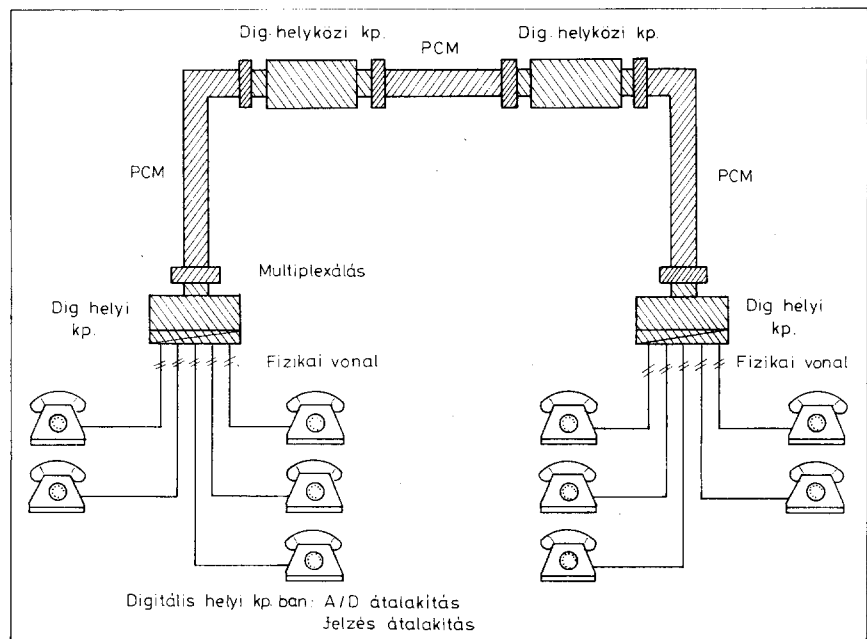 Dig. helyközi kp.
PCM
Dig. helyközi kp.
PCM
PCM
Multiplexálás
Dig helyi
kp.
Dig helyi
kp.
Fizikai vonal
Fizikai vonal
Digitális helyi kp. ban: A/D átalakítás
Jelzés átalakítás